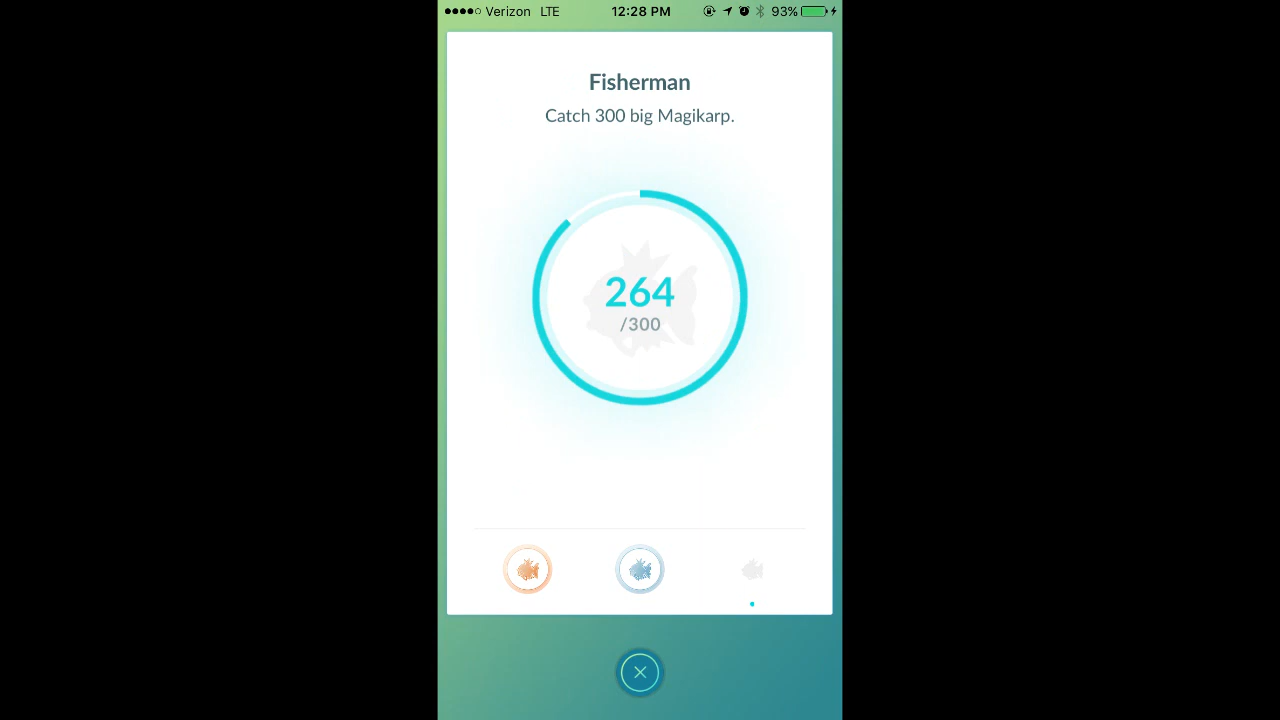 Verizon LTE 12:28 PM 93%
Fisherman
Catch 300 big Magikarp.
264
/300